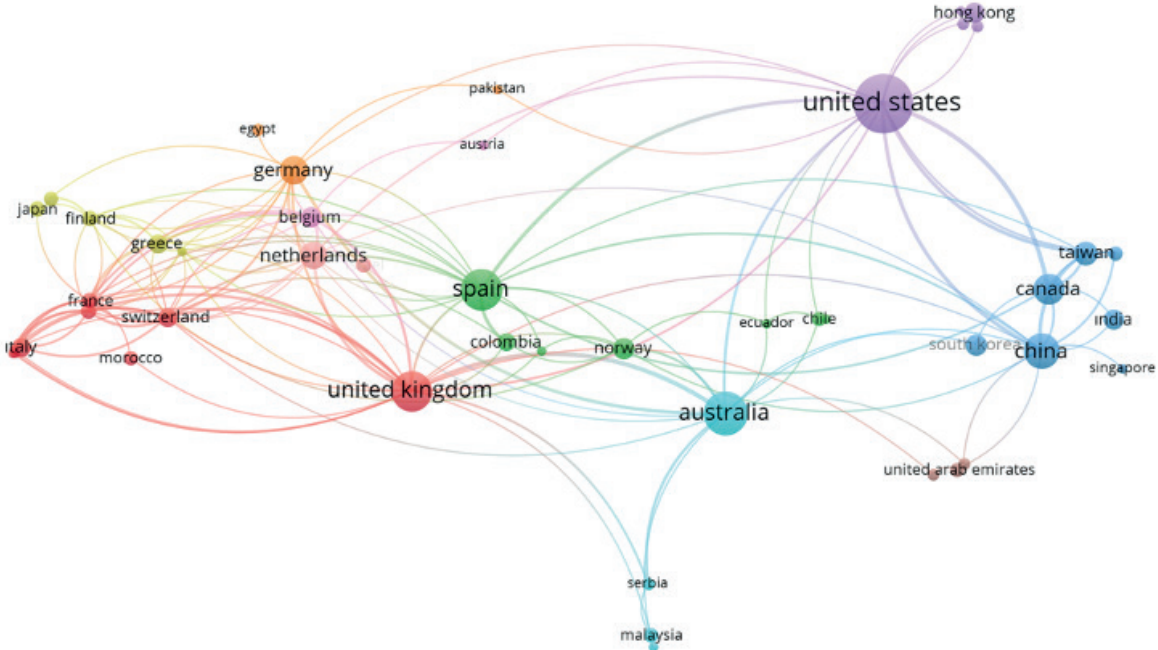 hong kong
united states
pakistan
egypt
austria
germany
japan
finland
belgium
greece
netherlands
taiwan
spain
canada
france
switzerland
ecuador
chile
india
colombia
norway
south korea
china
italy
morocco
singapore
united kingdom
australia
united arab emirates
serbia
malaysia